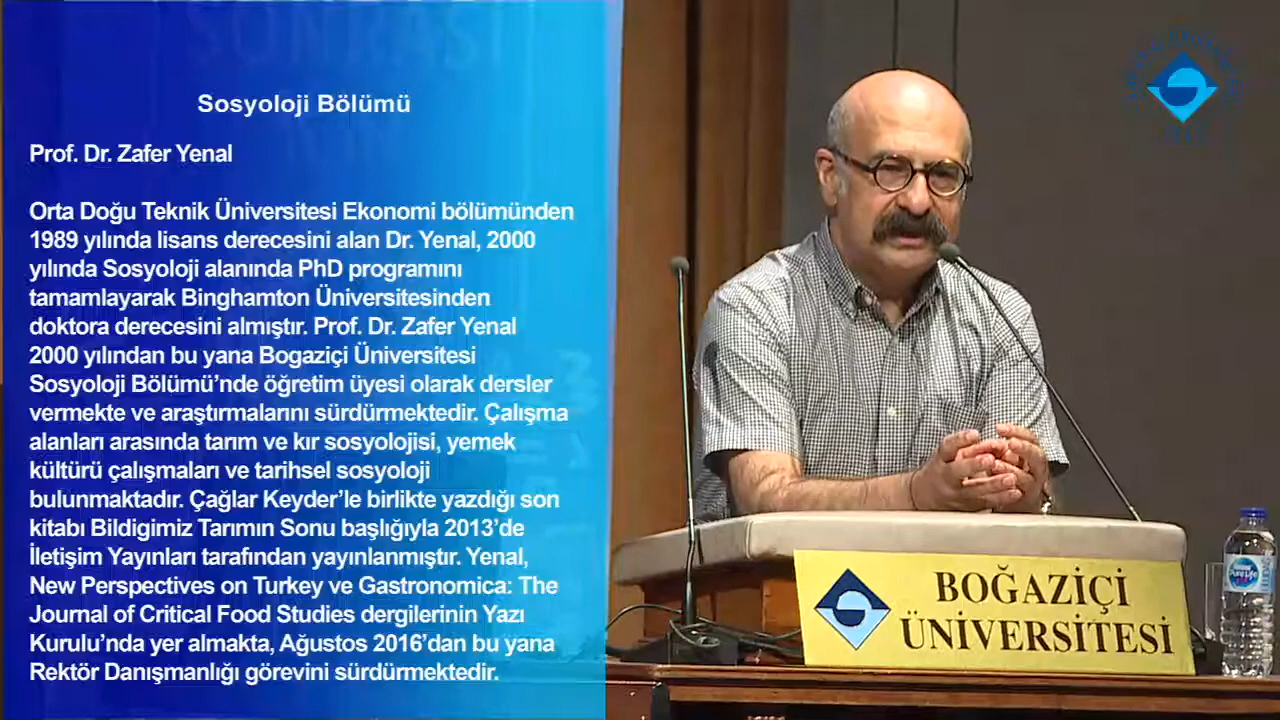 Sosyoloji Bölümü
Prof. Dr. Zafer Yenal
Orta Doğu Teknik Üniversitesi Ekonomi bölümünden
1989 yılında lisans derecesini alan Dr. Yenal, 2000
yılında Sosyoloji alanında PhD programını
tamamlayarak Binghamton Üniversitesinden
doktora derecesini almıştır. Prof. Dr. Zafer Yenal
2000 yılından bu yana Bogaziçi Üniversitesi
Sosyoloji Bölümü’nde öğretim üyesi olarak dersler
vermekte ve araştırmalarını sürdürmektedir. Çalışma
alanları arasında tarım ve kır sosyolojisi, yemek
kültürü çalışmaları ve tarihsel sosyoloji
bulunmaktadır. Çağlar Keyder’le birlikte yazdığı son
kitabı Bildigimiz Tarımın Sonu başlığıyla 2013’de
İletişim Yayınları tarafından yayınlanmıştır. Yenal,
New Perspectives on Turkey ve Gastronomica: The
Journal of Critical Food Studies dergilerinin Yazı
Kurulu’nda yer almakta, Ağustos 2016’dan bu yana
Rektör Danışmanlığı görevini sürdürmektedir.
BOĞAZİÇİ
ÜNİVERSİTESİ
Pure Life